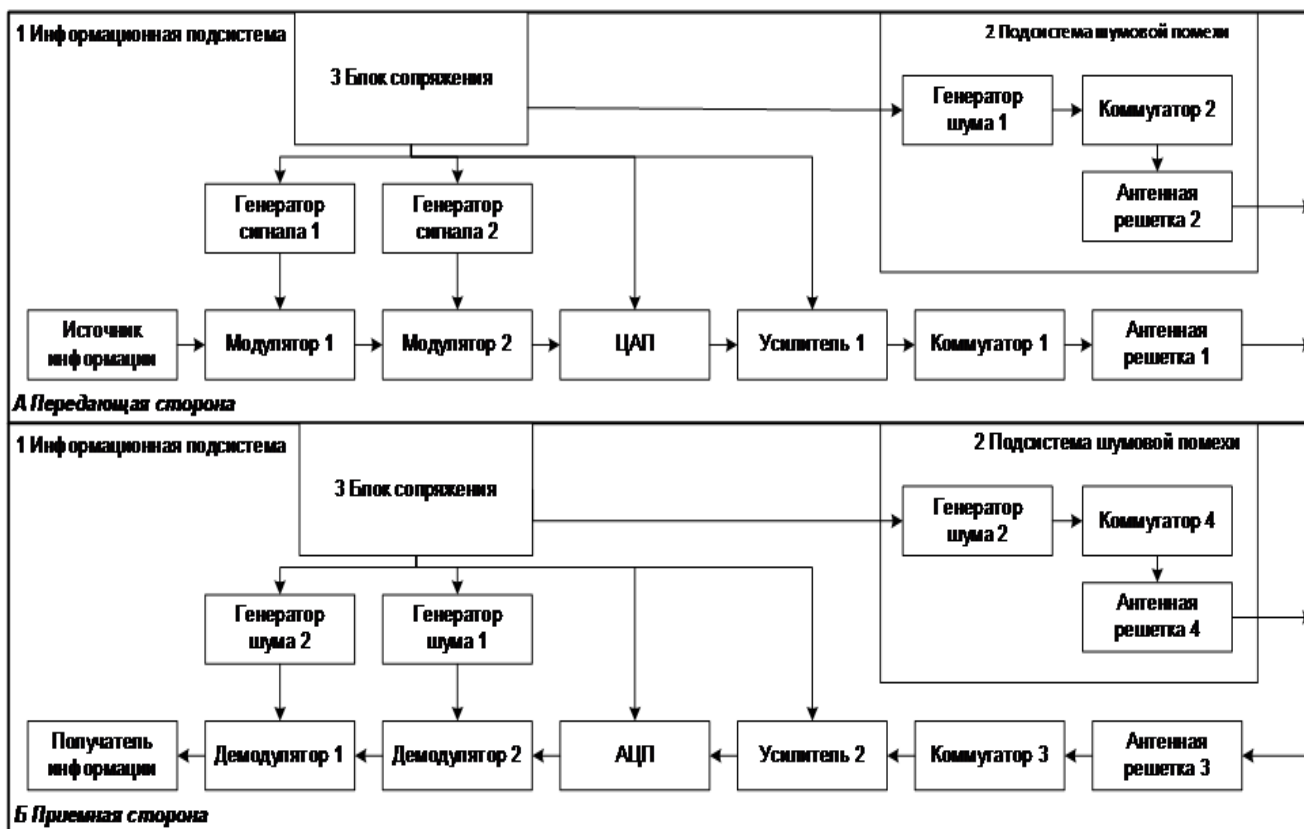 1 Информационная подсистема
3 Блок сопряжения
2 Подсистема шумовой помехи
Генератор
шума 1
Коммутатор 2
Антенная
решетка 2
Генератор
сигнала 1
Генератор
сигнала 2
Источник
информации
Модулятор 1
Модулятор 2
ЦАП
Усилитель 1
Коммутатор 1
Антенная
решетка 1
А Передающая сторона
1 Информационная подсистема
3 Блок сопряжения
2 Подсистема шумовой помехи
Генератор
шума 2
Коммутатор 4
Антенная
решетка 4
Генератор
шума 2
Генератор
шума 1
Получатель
информации
Демодулятор 1
Демодулятор 2
АЦП
Усилитель 2
Коммутатор 3
Антенная
решетка 3
Б Приемная сторона